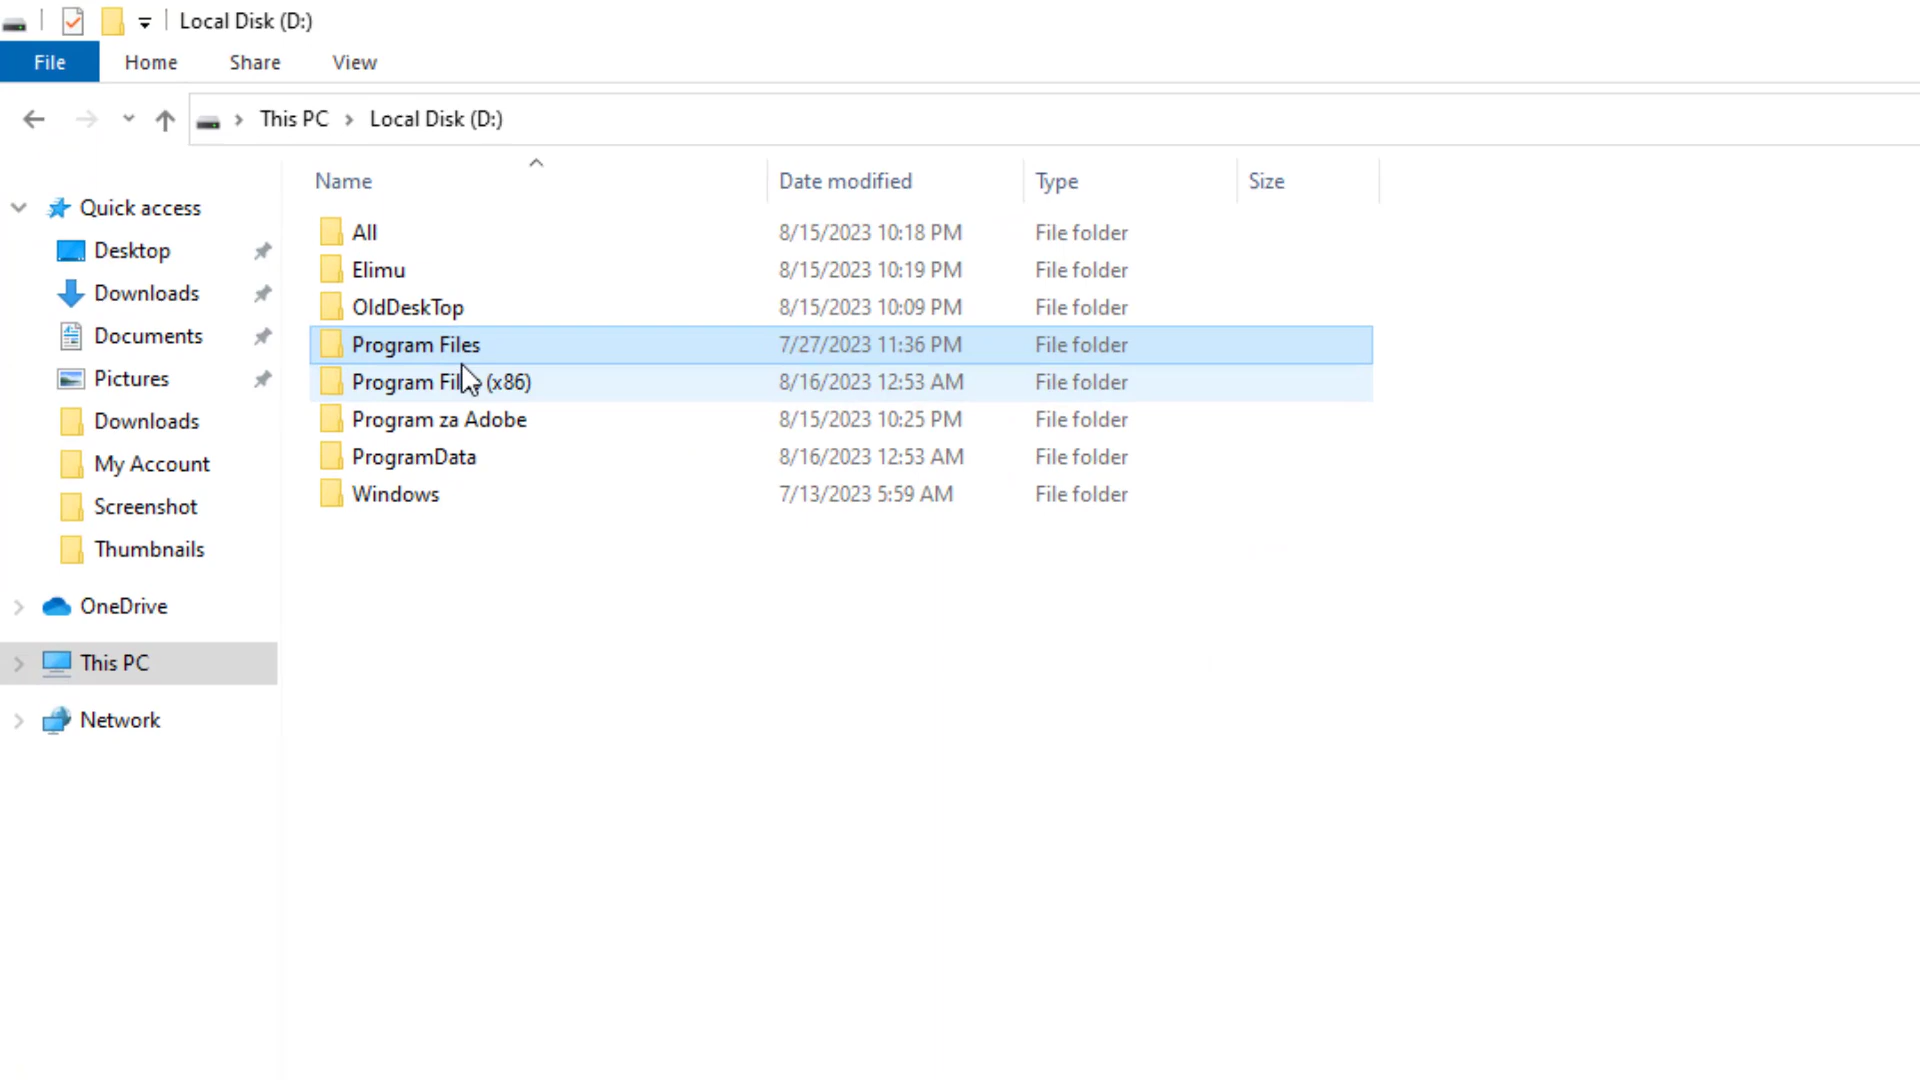 Local Disk (D:)
File Home Share View
This PC Local Disk (D:)
Name Date modified Type Size
Quick access
Desktop
Downloads
Documents
Pictures
Downloads
My Account
Screenshot
Thumbnails
OneDrive
This PC
Network
All 8/15/2023 10:18 PM File folder
Elimu 8/15/2023 10:19 PM File folder
OldDeskTop 8/15/2023 10:09 PM File folder
Program Files 7/27/2023 11:36 PM File folder
Program Files (x86) 8/16/2023 12:53 AM File folder
Program za Adobe 8/15/2023 10:25 PM File folder
ProgramData 8/16/2023 12:53 AM File folder
Windows 7/13/2023 5:59 AM File folder